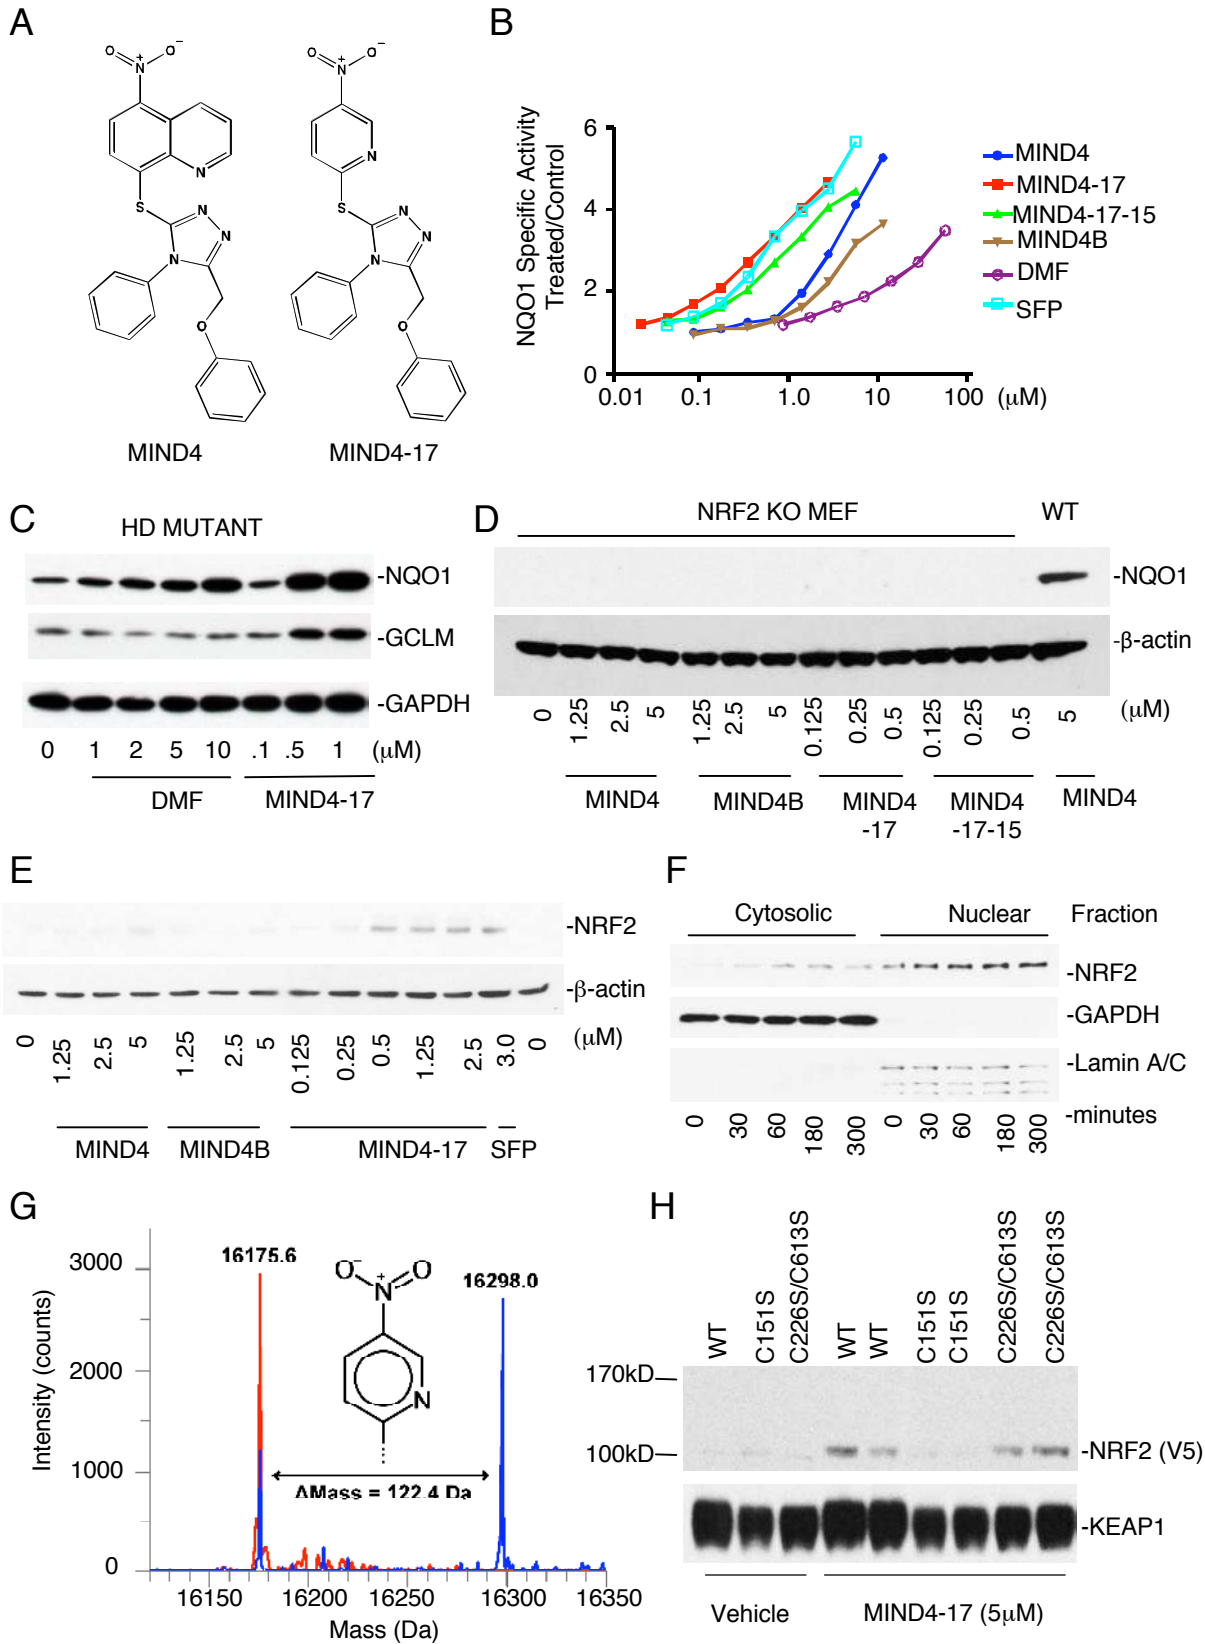 A
B
O
N
+
O
−
N
S
N
N
N
O
MIND4
O
N
+
O
−
N
S
N
N
N
O
MIND4-17
NQO1 Specific Activity
Treated/Control
6
4
2
0
0.01
0.1
1.0
10
100
(μM)
MIND4
MIND4-17
MIND4-17-15
MIND4B
DMF
SFP
C
HD MUTANT
-NQO1
-GCLM
-GAPDH
0 1 2 5 10 .1 .5 1 (μM)
DMF MIND4-17
D
NRF2 KO MEF WT
-NQO1
-β-actin
0 1.25 2.5 5 1.25 2.5 5 0.125 0.25 0.5 0.125 0.25 0.5 5 (μM)
MIND4 MIND4B MIND4 MIND4 MIND4
-17 -17-15
E
-NRF2
-β-actin
0 1.25 2.5 5 1.25 2.5 5 0.125 0.25 0.5 1.25 2.5 3.0 0 (μM)
MIND4 MIND4B MIND4-17 SFP
F
Cytosolic Nuclear Fraction
-NRF2
-GAPDH
-Lamin A/C
0 30 60 180 300 0 30 60 180 300 -minutes
G
Intensity (counts)
3000
2000
1000
0
16175.6
16298.0
O−
N
+
O
N
ΔMass = 122.4 Da
16150 16200 16250 16300 16350
Mass (Da)
H
WT C151S C226S/C613S WT WT C151S C151S C226S/C613S C226S/C613S
170kD
100kD
-NRF2 (V5)
-KEAP1
Vehicle MIND4-17 (5μM)